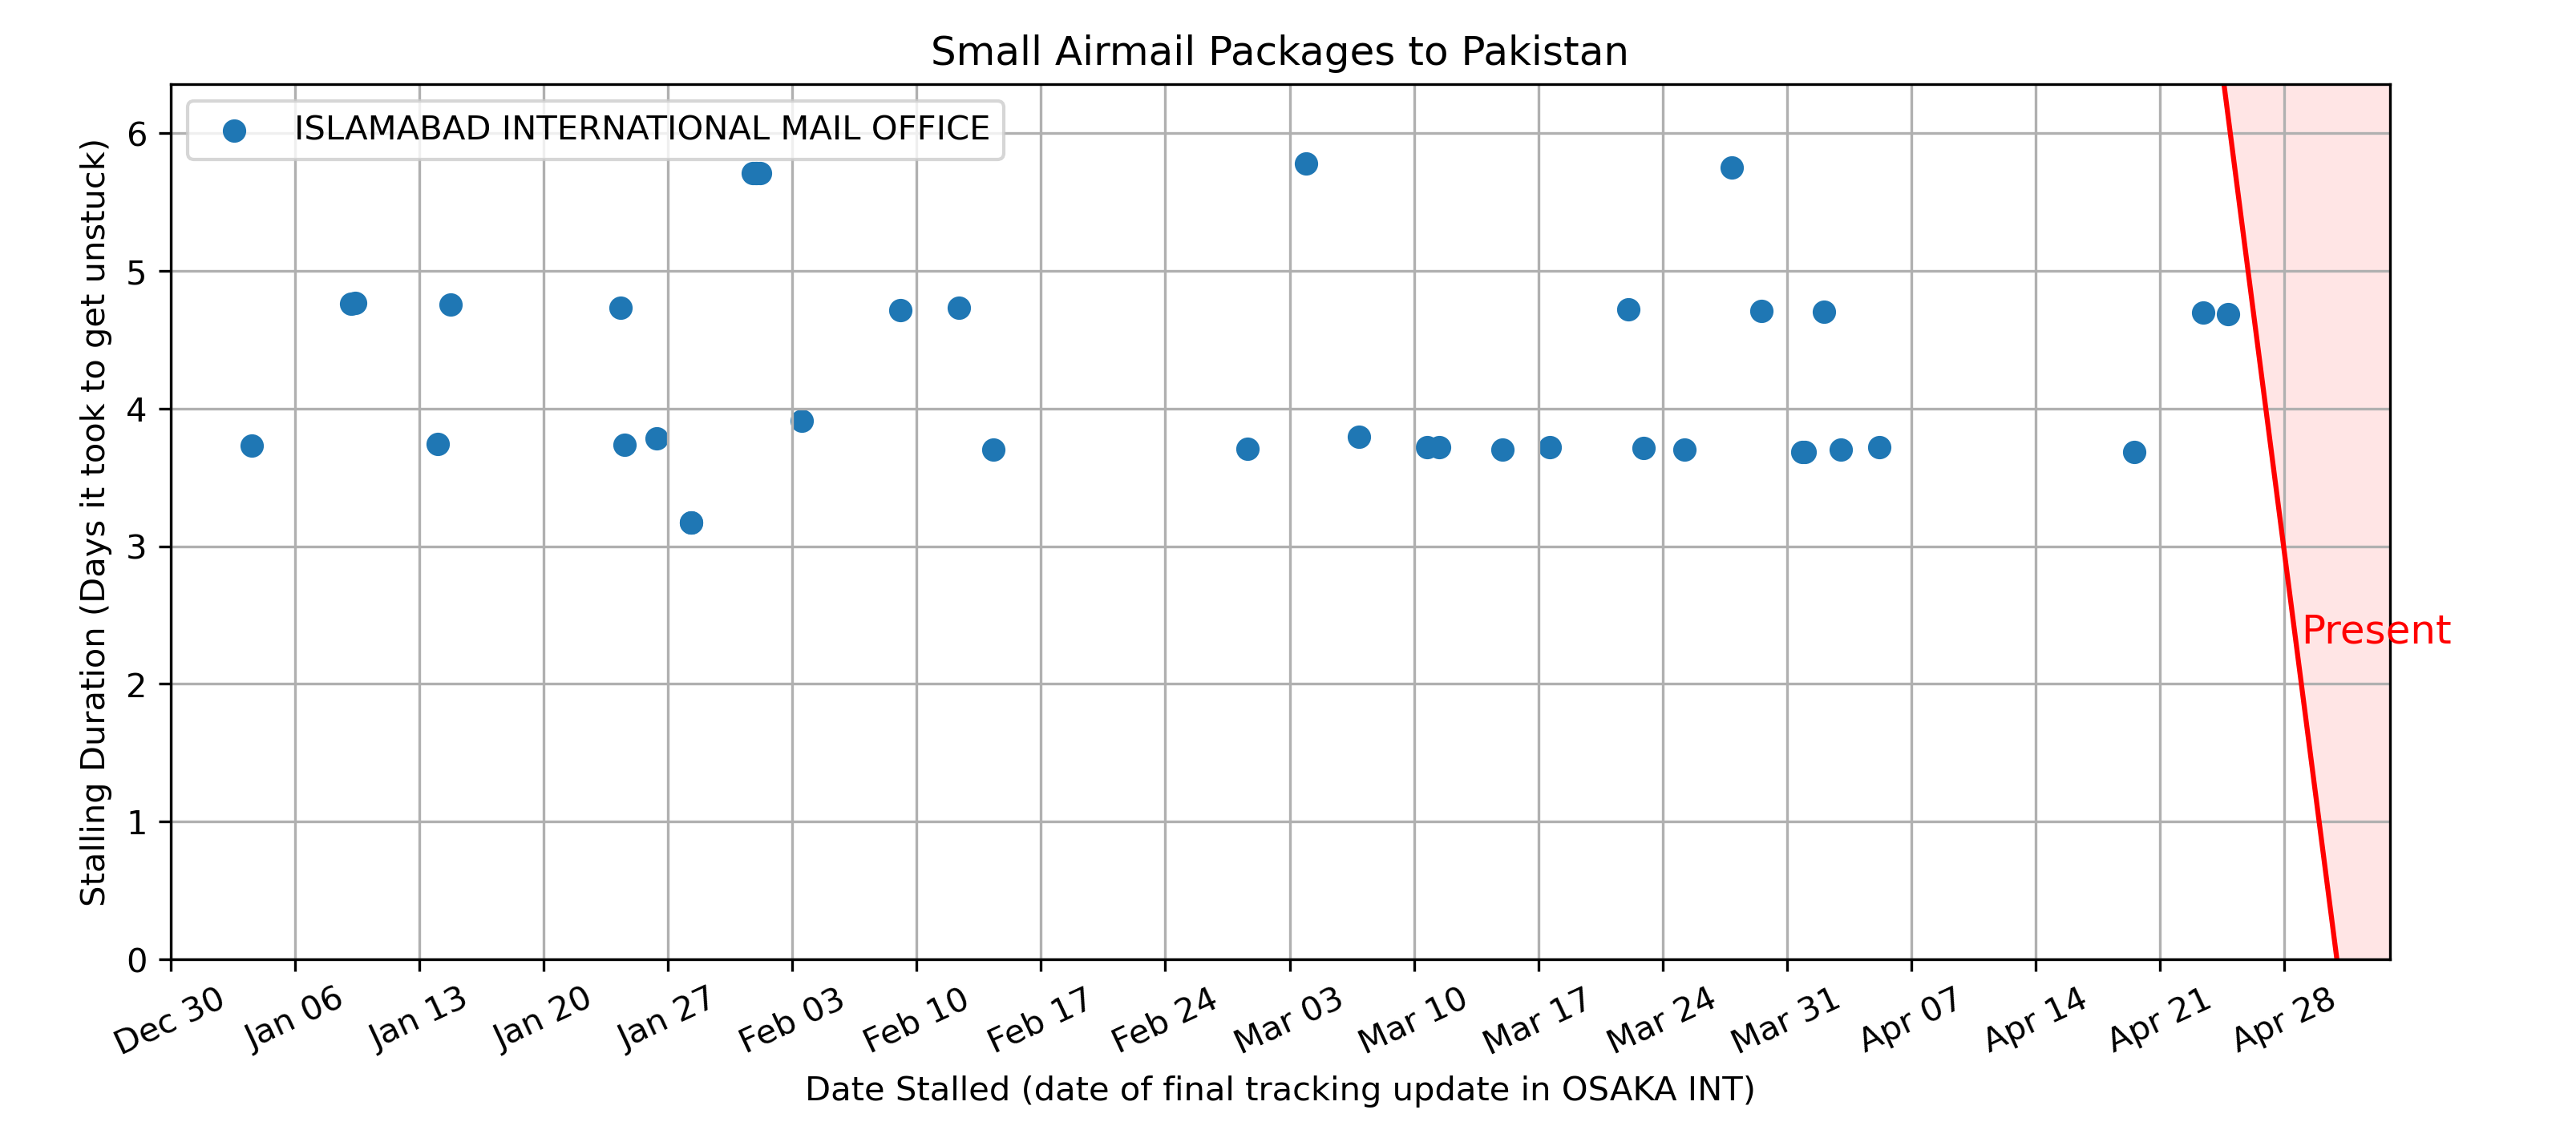 Small Airmail Packages to Pakistan
ISLAMABAD INTERNATIONAL MAIL OFFICE
Stalling Duration (Days it took to get unstuck)
6
5
4
3
2
1
0
Present
Dec 30
Jan 06
Jan 13
Jan 20
Jan 27
Feb 03
Feb 10
Feb 17
Feb 24
Mar 03
Mar 10
Mar 17
Mar 24
Mar 31
Apr 07
Apr 14
Apr 21
Apr 28
Date Stalled (date of final tracking update in OSAKA INT)